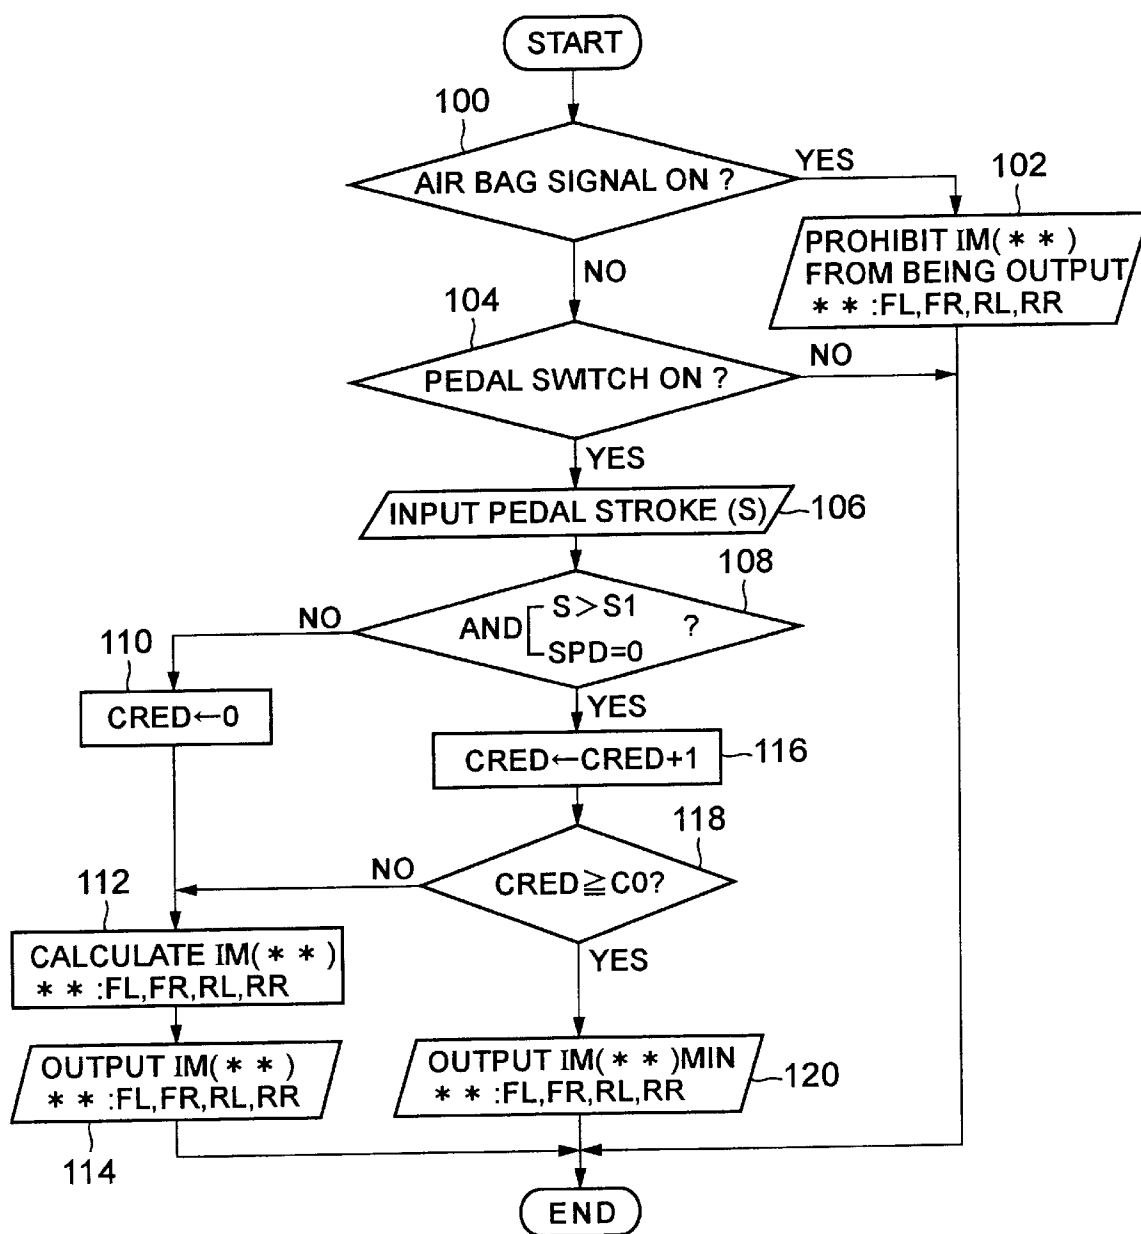 START
100
AIR BAG SIGNAL ON ?
YES
102
PROHIBIT IM(**)
FROM BEING OUTPUT
**:FL,FR,RL,RR
NO
104
PEDAL SWITCH ON ?
NO
YES
INPUT PEDAL STROKE (S)
106
108
AND
S>S1
SPD=0
?
NO
110
CRED←0
YES
CRED←CRED+1
116
118
CRED≧C0?
NO
112
CALCULATE IM(**)
**:FL,FR,RL,RR
YES
OUTPUT IM(**)
**:FL,FR,RL,RR
114
OUTPUT IM(**)MIN
**:FL,FR,RL,RR
120
END